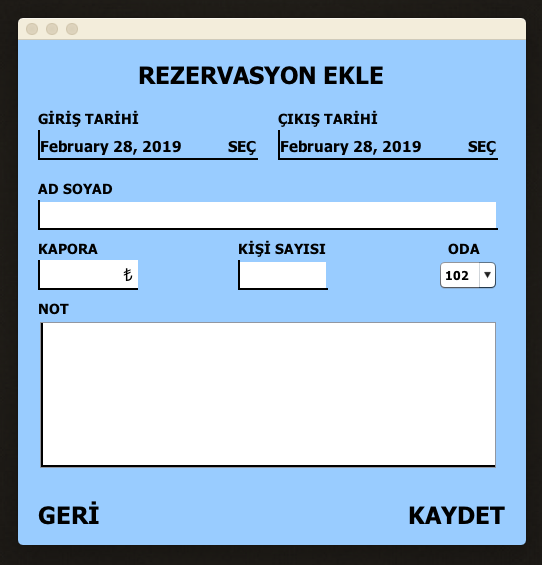 REZERVASYON EKLE
GİRİŞ TARİHİ ÇIKIŞ TARİHİ
February 28, 2019 SEÇ February 28, 2019 SEÇ
AD SOYAD
KAPORA KİŞİ SAYISI ODA
₺ 102
NOT
GERİ KAYDET